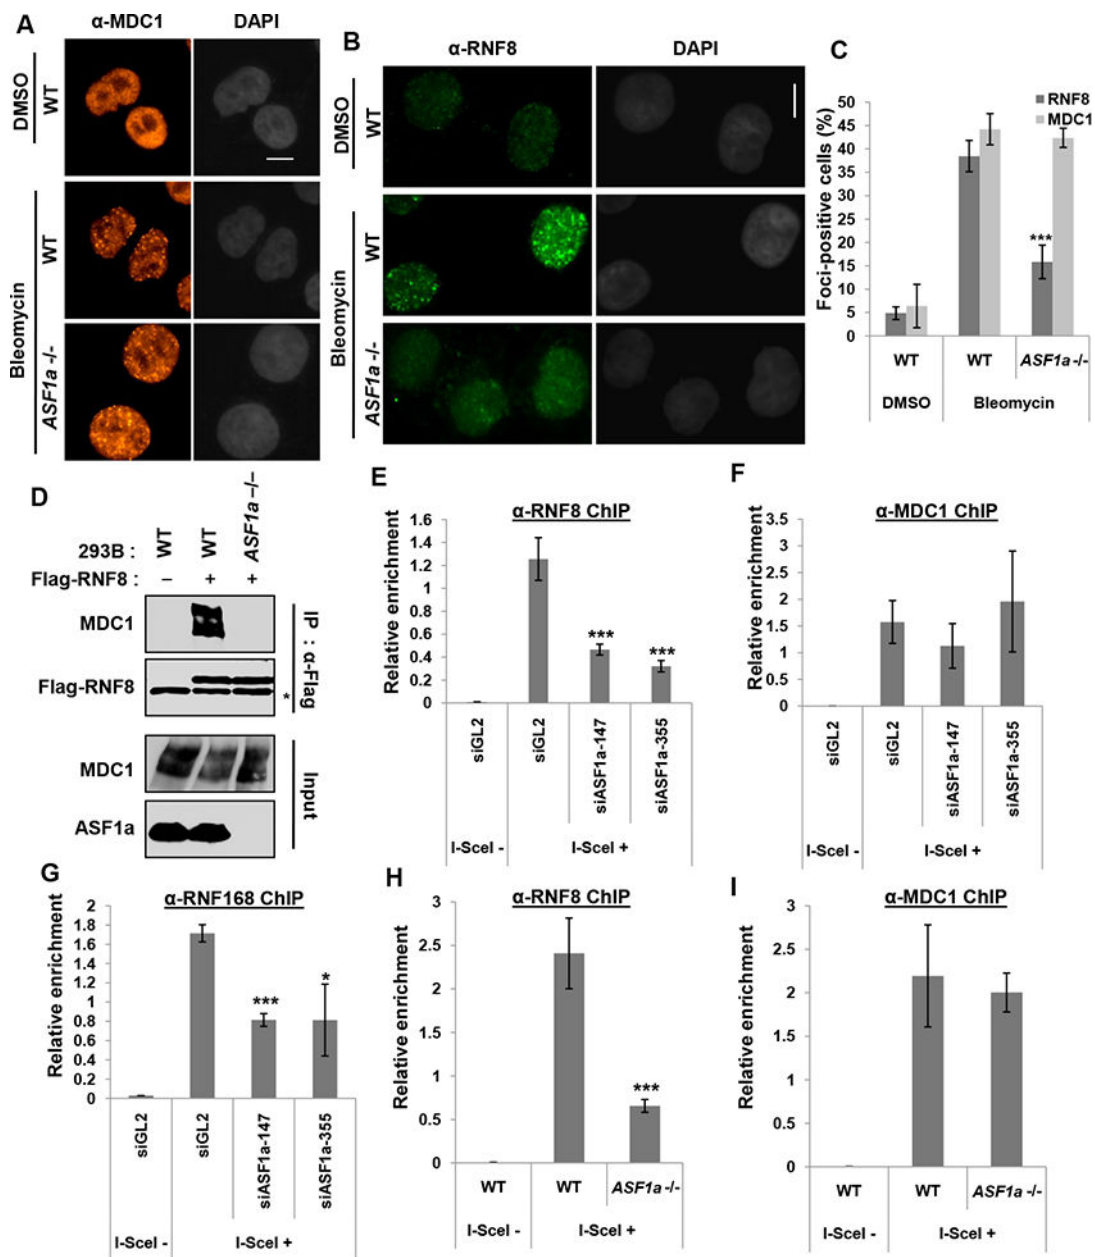 A
α-MDC1 DAPI
DMSO
WT
Bleomycin
WT
ASF1a -/-
B
α-RNF8 DAPI
DMSO
WT
Bleomycin
WT
ASF1a -/-
C
Foci-positive cells (%)
50
45
40
35
30
25
20
15
10
5
0
RNF8
MDC1
***
WT WT ASF1a -/-
DMSO Bleomycin
D
293B : WT WT ASF1a −/−
Flag-RNF8 : − + +
MDC1
Flag-RNF8
*
IP : α-Flag
MDC1
ASF1a
Input
E
α-RNF8 ChIP
Relative enrichment
1.6
1.4
1.2
1
0.8
0.6
0.4
0.2
0
*** ***
siGL2 siGL2 siASF1a-147 siASF1a-355
I-SceI - I-SceI +
F
α-MDC1 ChIP
Relative enrichment
3.5
3
2.5
2
1.5
1
0.5
0
siGL2 siGL2 siASF1a-147 siASF1a-355
I-SceI - I-SceI +
G
α-RNF168 ChIP
Relative enrichment
2
1.8
1.6
1.4
1.2
1
0.8
0.6
0.4
0.2
0
*** *
siGL2 siGL2 siASF1a-147 siASF1a-355
I-SceI - I-SceI +
H
α-RNF8 ChIP
Relative enrichment
3
2.5
2
1.5
1
0.5
0
***
WT WT ASF1a -/-
I-SceI - I-SceI +
I
α-MDC1 ChIP
Relative enrichment
3
2.5
2
1.5
1
0.5
0
WT WT ASF1a -/-
I-SceI - I-SceI +